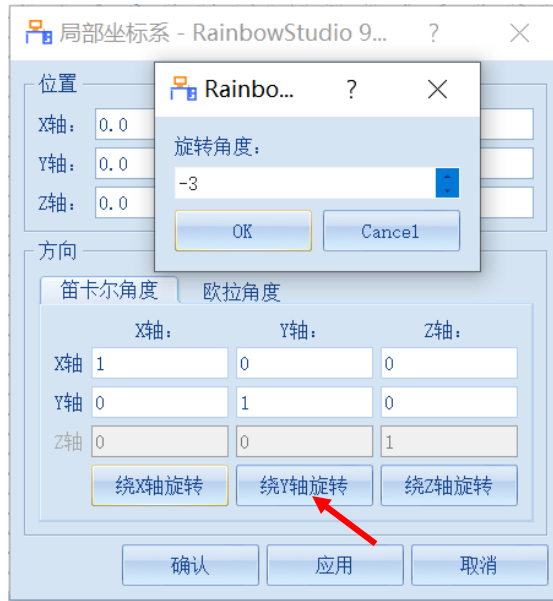 局部坐标系 - RainbowStudio 9... ?
Rainbo... ?
位置
X轴: 0.0
Y轴: 0.0
Z轴: 0.0
旋转角度:
-3
OK Cancel
方向
笛卡尔角度 欧拉角度
X轴: Y轴: Z轴:
X轴 1 0 0
Y轴 0 1 0
Z轴 0 0 1
绕X轴旋转 绕Y轴旋转 绕Z轴旋转
确认 应用 取消